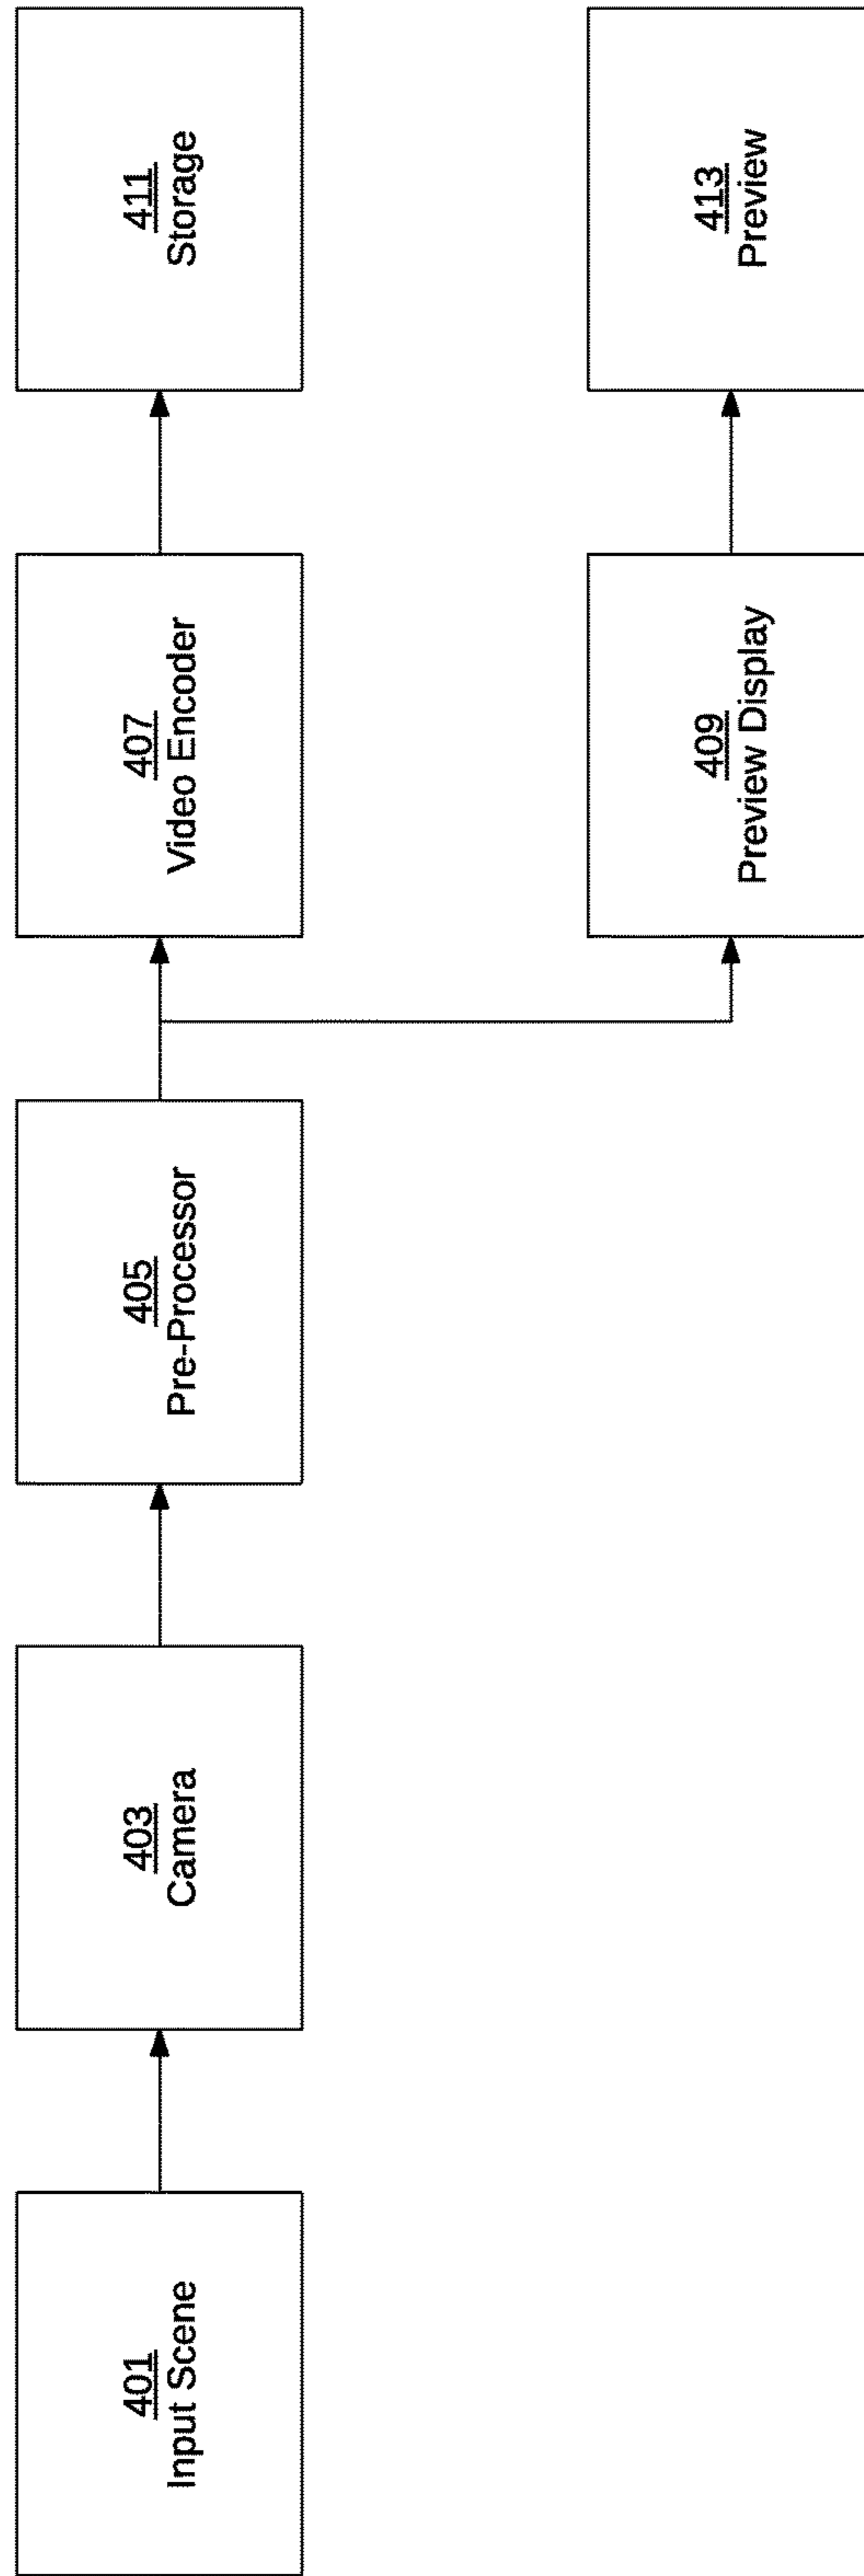 401
Input Scene
403
Camera
405
Pre-Processor
407
Video Encoder
411
Storage
409
Preview Display
413
Preview